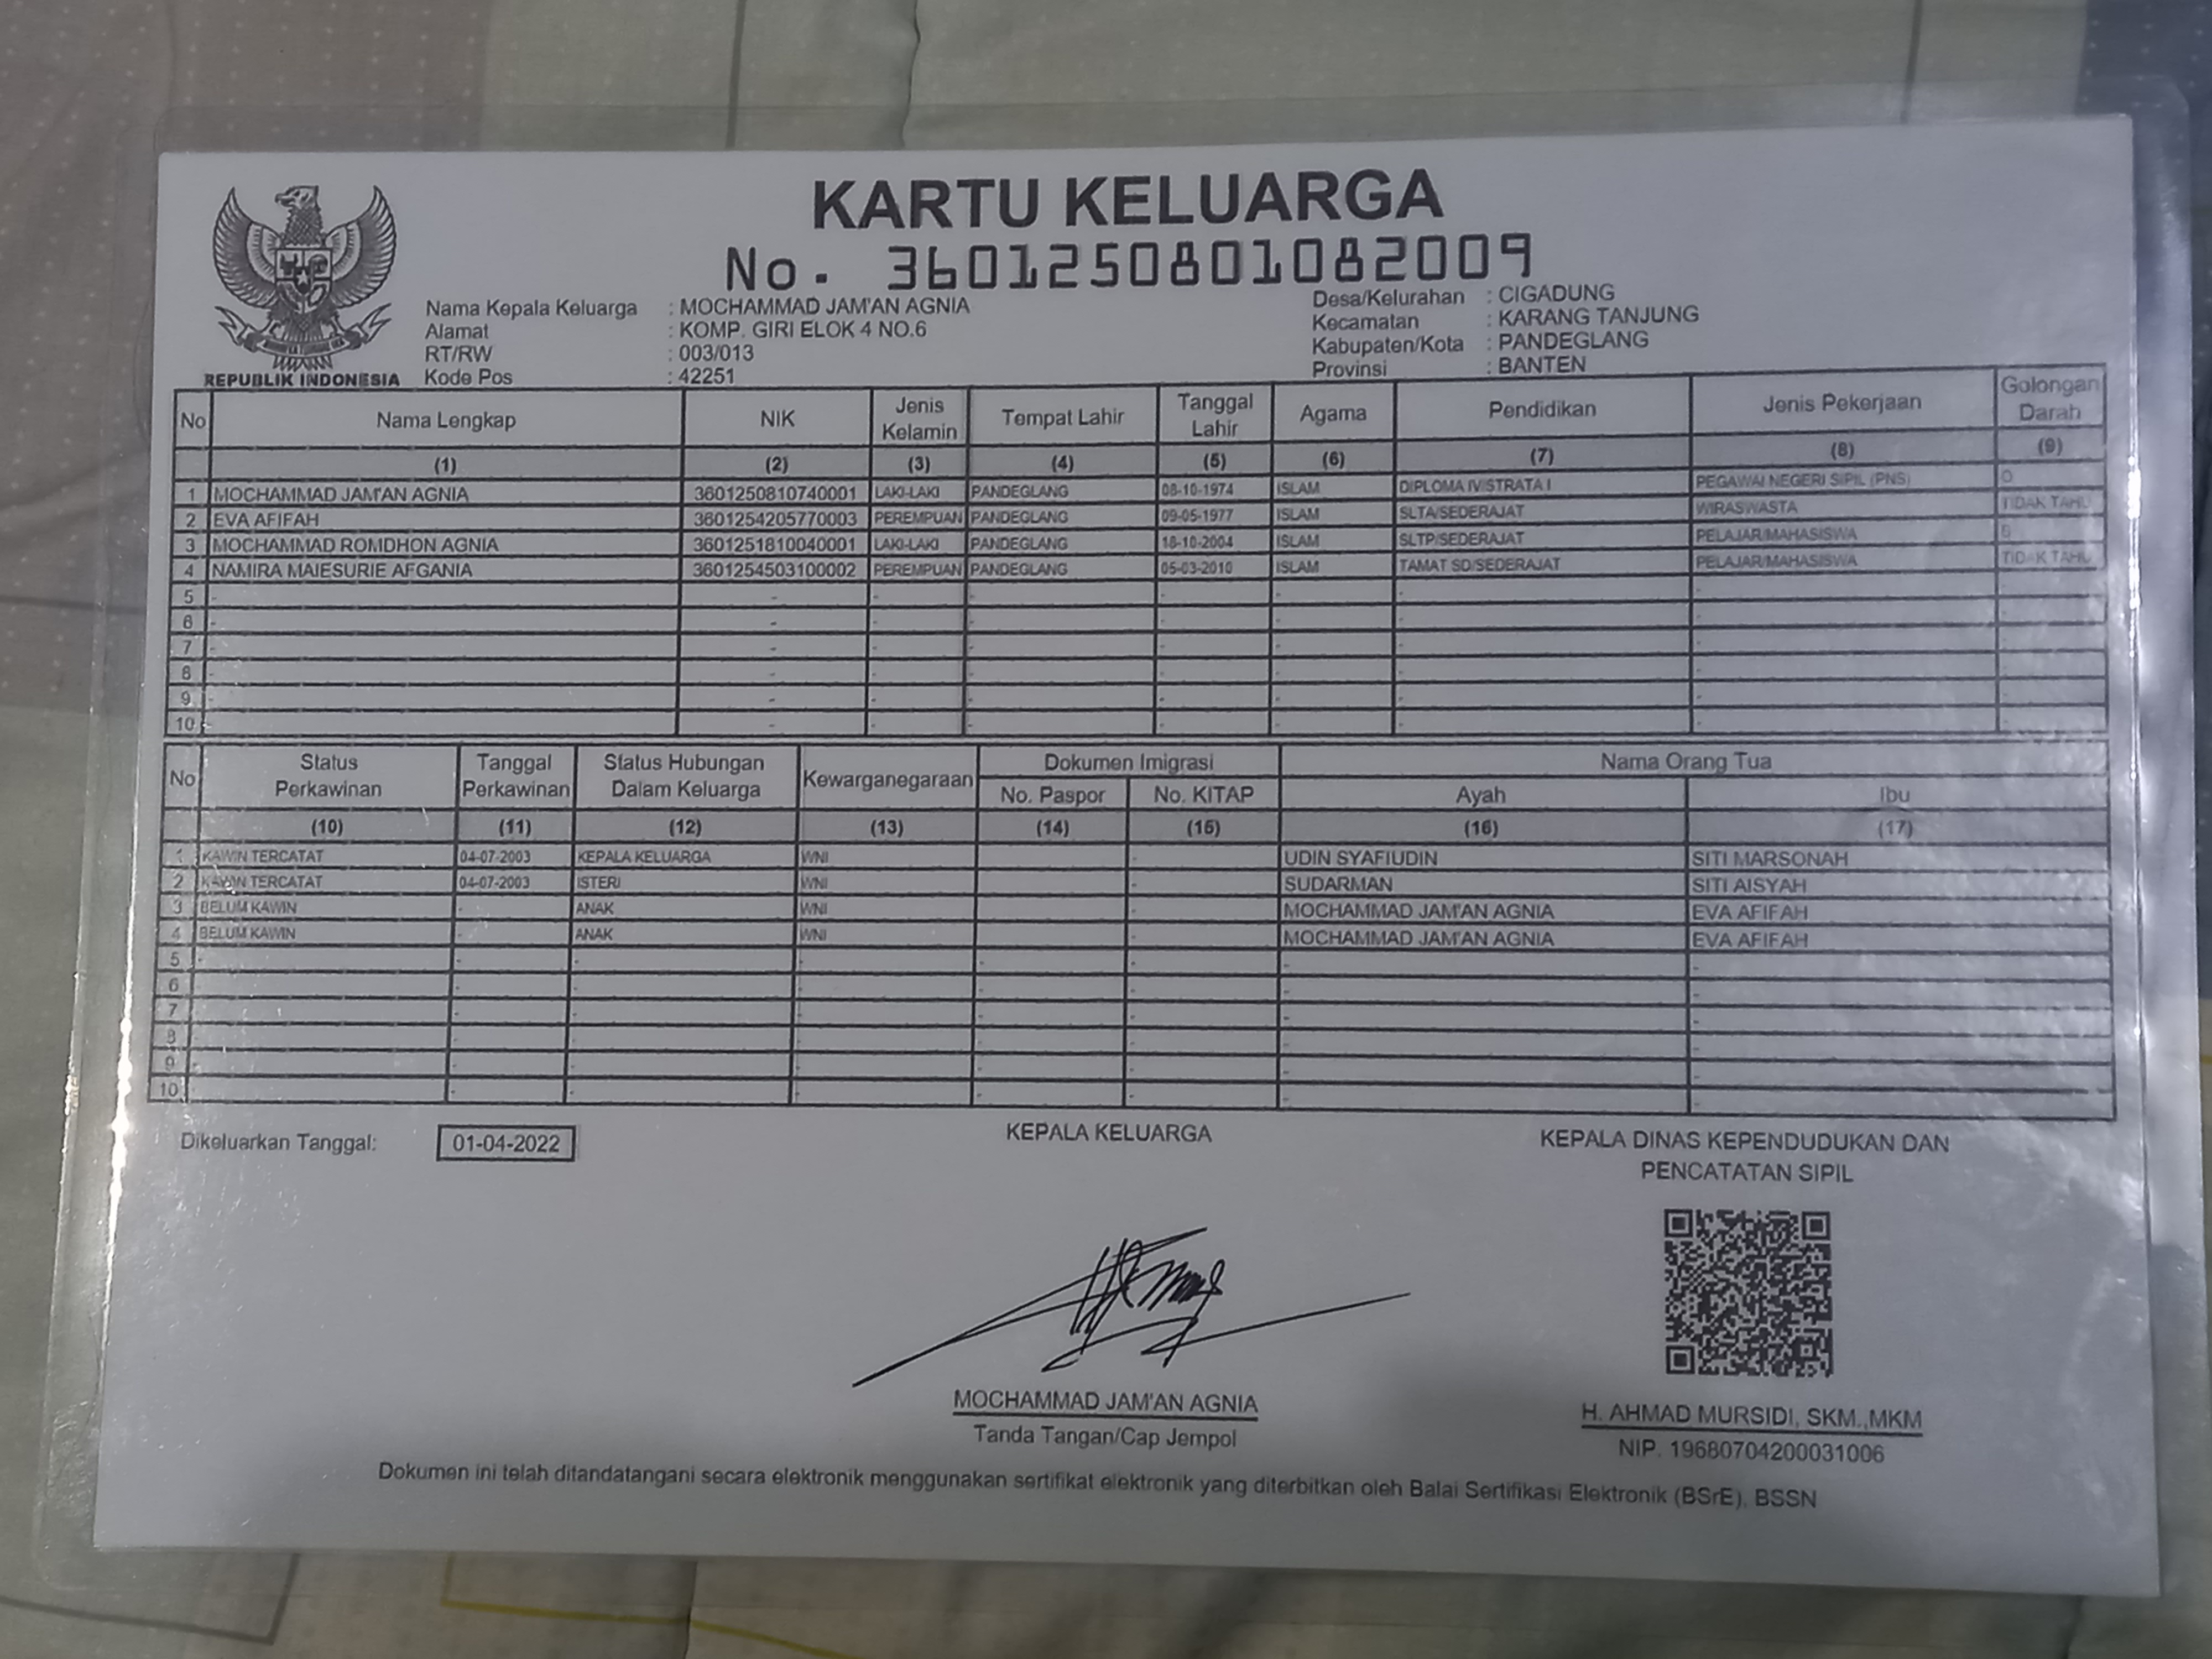 KARTU KELUARGA
No. 3601250801082009
REPUBLIK INDONESIA
Nama Kepala Keluarga : MOCHAMMAD JAM'AN AGNIA
Alamat : KOMP. GIRI ELOK 4 NO.6
RT/RW : 003/013
Kode Pos : 42251
Desa/Kelurahan : CIGADUNG
Kecamatan : KARANG TANJUNG
Kabupaten/Kota : PANDEGLANG
Provinsi : BANTEN
No Nama Lengkap NIK Jenis Kelamin Tempat Lahir Tanggal Lahir Agama Pendidikan Jenis Pekerjaan Golongan Darah
(1) (2) (3) (4) (5) (6) (7) (8) (9)
1 MOCHAMMAD JAM'AN AGNIA 3601250810740001 LAKI-LAKI PANDEGLANG 08-10-1974 ISLAM DIPLOMA IV/STRATA I PEGAWAI NEGERI SIPIL (PNS) O
2 EVA AFIFAH 3601254205770003 PEREMPUAN PANDEGLANG 09-05-1977 ISLAM SLTA/SEDERAJAT WIRASWASTA TIDAK TAHU
3 MOCHAMMAD ROMDHON AGNIA 3601251810040001 LAKI-LAKI PANDEGLANG 18-10-2004 ISLAM SLTP/SEDERAJAT PELAJAR/MAHASISWA
4 NAMIRA MAIESURIE AFGANIA 3601254503100002 PEREMPUAN PANDEGLANG 05-03-2010 ISLAM TAMAT SD/SEDERAJAT PELAJAR/MAHASISWA TIDAK TAHU
5 - - - - - - - - -
6 - - - - - - - - -
7 - - - - - - - - -
8 - - - - - - - - -
9 - - - - - - - - -
10 - - - - - - - - -
No Status Perkawinan Tanggal Perkawinan Status Hubungan Dalam Keluarga Kewarganegaraan Dokumen Imigrasi Nama Orang Tua
No. Paspor No. KITAP Ayah Ibu
(10) (11) (12) (13) (14) (15) (16) (17)
1 KAWIN TERCATAT 04-07-2003 KEPALA KELUARGA WNI - - UDIN SYAFIUDIN SITI MARSONAH
2 KAWIN TERCATAT 04-07-2003 ISTERI WNI - - SUDARMAN SITI AISYAH
3 BELUM KAWIN - ANAK WNI - - MOCHAMMAD JAM'AN AGNIA EVA AFIFAH
4 BELUM KAWIN - ANAK WNI - - MOCHAMMAD JAM'AN AGNIA EVA AFIFAH
5 - - - - - - - -
6 - - - - - - - -
7 - - - - - - - -
8 - - - - - - - -
9 - - - - - - - -
10 - - - - - - - -
Dikeluarkan Tanggal: 01-04-2022
KEPALA KELUARGA
KEPALA DINAS KEPENDUDUKAN DAN
PENCATATAN SIPIL
MOCHAMMAD JAM'AN AGNIA
Tanda Tangan/Cap Jempol
H. AHMAD MURSIDI, SKM.,MKM
NIP. 196807042000031006
Dokumen ini telah ditandatangani secara elektronik menggunakan sertifikat elektronik yang diterbitkan oleh Balai Sertifikasi Elektronik (BSrE), BSSN